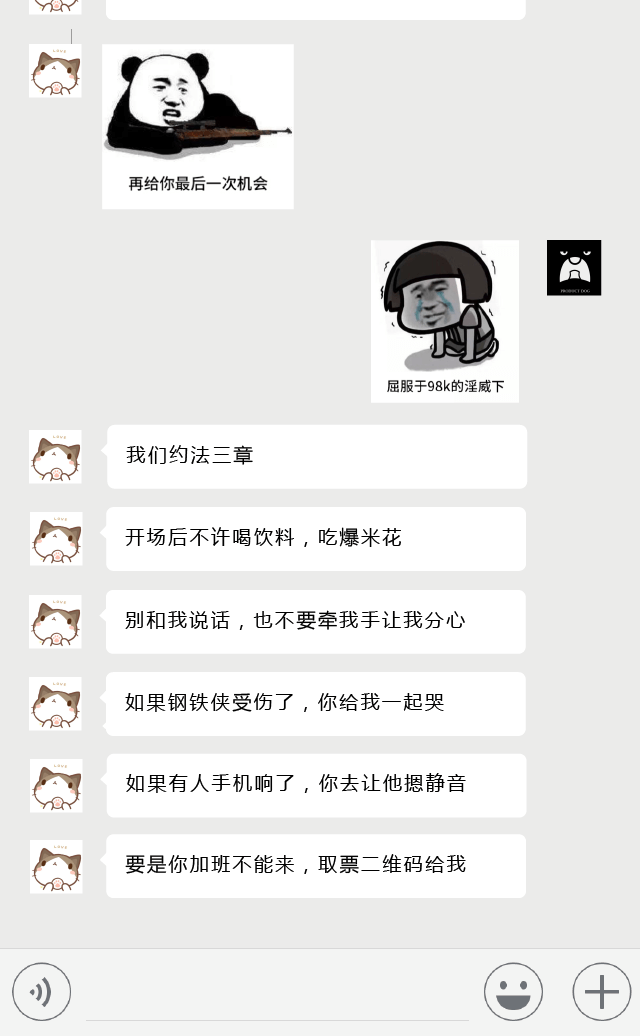 再给你最后一次机会
PRODUCT DOG
屈服于98k的淫威下
我们约法三章
开场后不许喝饮料，吃爆米花
别和我说话，也不要牵我手让我分心
如果钢铁侠受伤了，你给我一起哭
如果有人手机响了，你去让他摁静音
要是你加班不能来，取票二维码给我